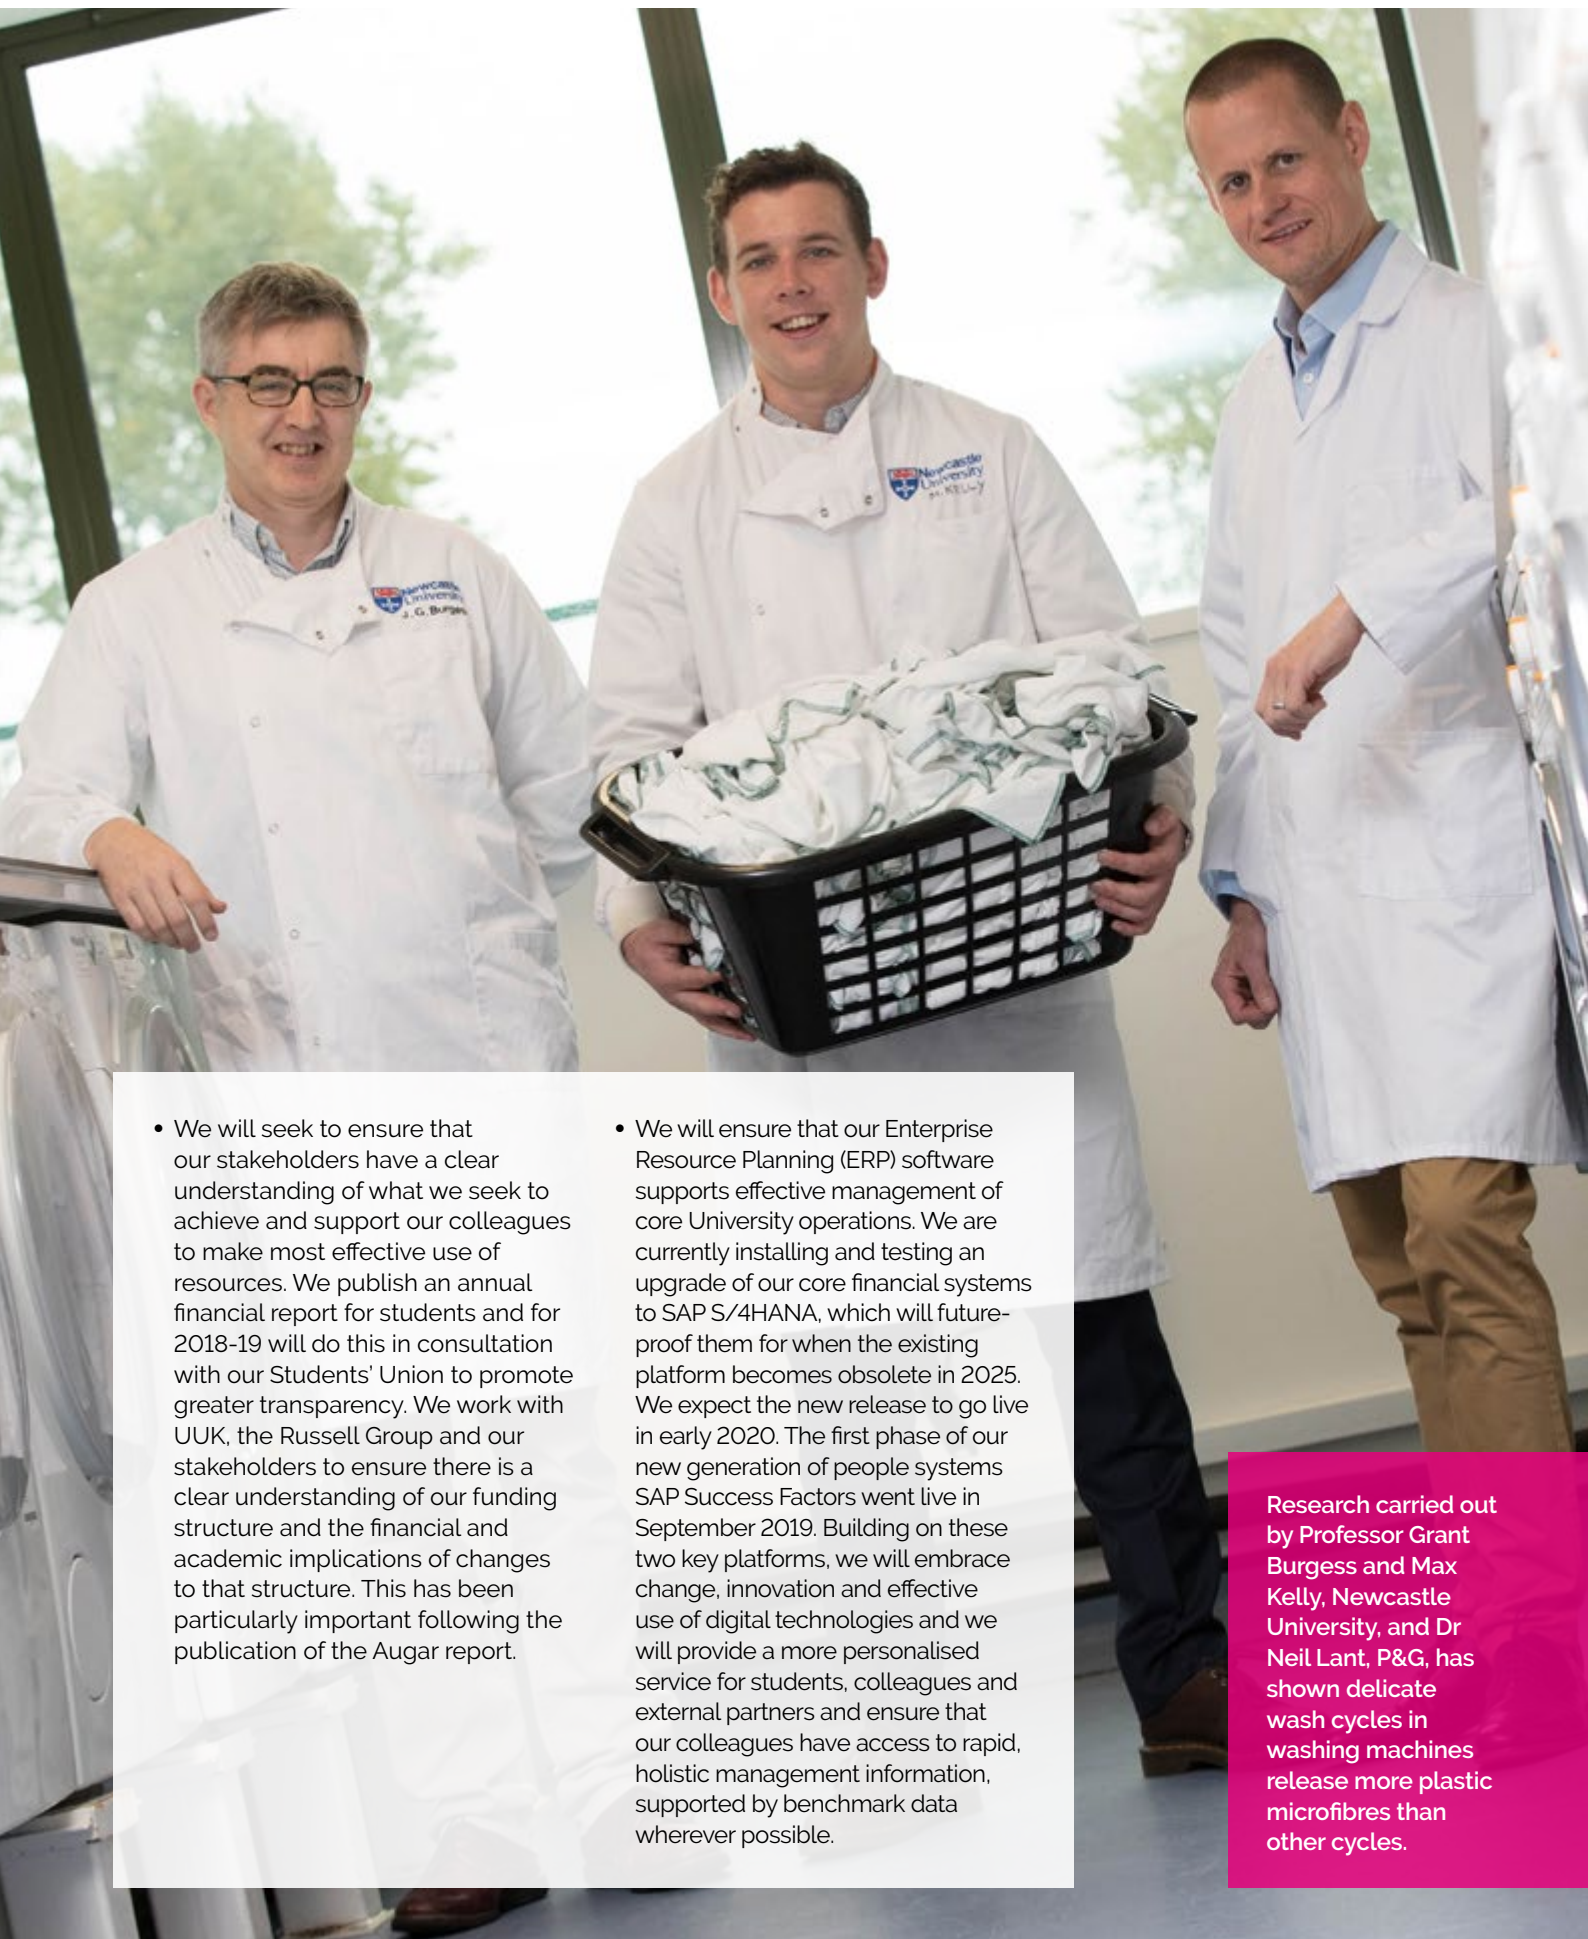 Newcastle
University
J. G. Burgess
Newcastle
University
M. KELLY
• We will seek to ensure that
our stakeholders have a clear
understanding of what we seek to
achieve and support our colleagues
to make most effective use of
resources. We publish an annual
financial report for students and for
2018-19 will do this in consultation
with our Students’ Union to promote
greater transparency. We work with
UUK, the Russell Group and our
stakeholders to ensure there is a
clear understanding of our funding
structure and the financial and
academic implications of changes
to that structure. This has been
particularly important following the
publication of the Augar report.
• We will ensure that our Enterprise
Resource Planning (ERP) software
supports effective management of
core University operations. We are
currently installing and testing an
upgrade of our core financial systems
to SAP S/4HANA, which will future-
proof them for when the existing
platform becomes obsolete in 2025.
We expect the new release to go live
in early 2020. The first phase of our
new generation of people systems
SAP Success Factors went live in
September 2019. Building on these
two key platforms, we will embrace
change, innovation and effective
use of digital technologies and we
will provide a more personalised
service for students, colleagues and
external partners and ensure that
our colleagues have access to rapid,
holistic management information,
supported by benchmark data
wherever possible.
Research carried out
by Professor Grant
Burgess and Max
Kelly, Newcastle
University, and Dr
Neil Lant, P&G, has
shown delicate
wash cycles in
washing machines
release more plastic
microfibres than
other cycles.